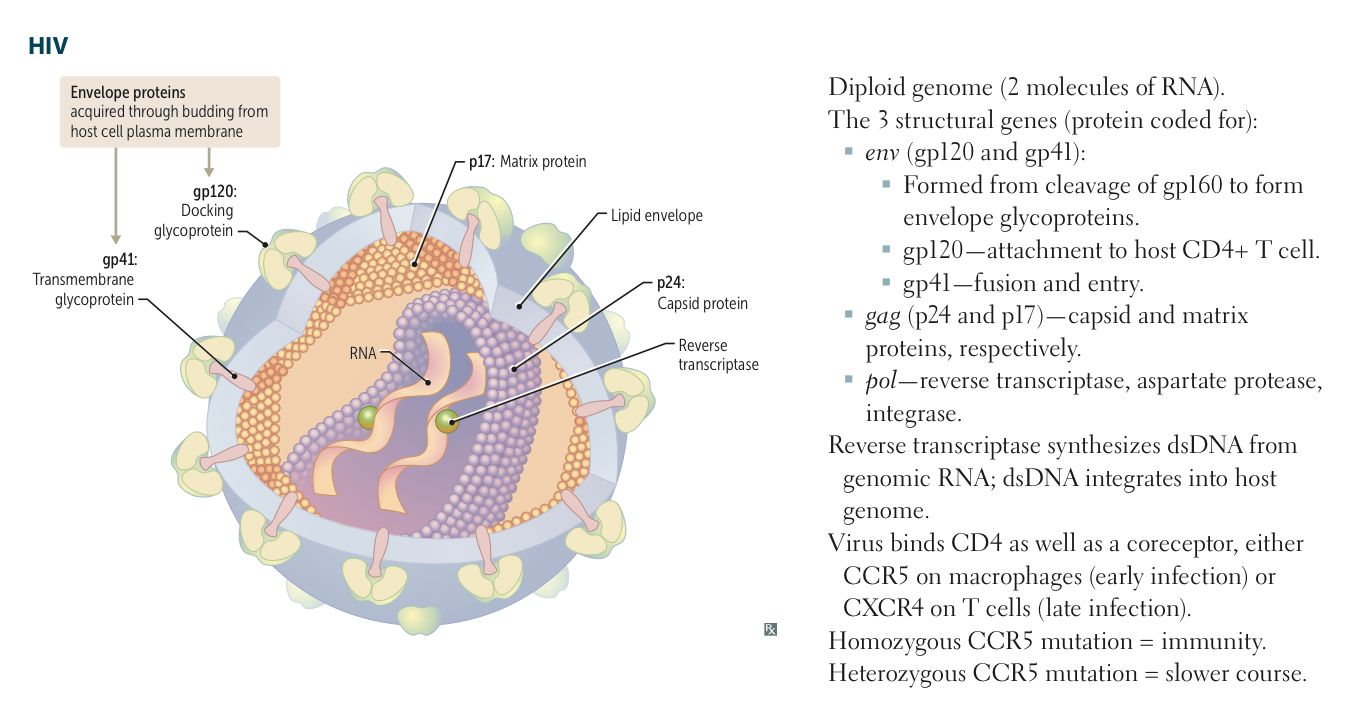 HIV
Envelope proteins
acquired through budding from
host cell plasma membrane
gp120:
Docking
glycoprotein
gp41:
Transmembrane
glycoprotein
p17: Matrix protein
Lipid envelope
p24:
Capsid protein
Reverse
transcriptase
RNA
Rx
Diploid genome (2 molecules of RNA).
The 3 structural genes (protein coded for):
▪ env (gp120 and gp41):
▪ Formed from cleavage of gp160 to form
envelope glycoproteins.
▪ gp120—attachment to host CD4+ T cell.
▪ gp41—fusion and entry.
▪ gag (p24 and p17)—capsid and matrix
proteins, respectively.
▪ pol—reverse transcriptase, aspartate protease,
integrase.
Reverse transcriptase synthesizes dsDNA from
genomic RNA; dsDNA integrates into host
genome.
Virus binds CD4 as well as a coreceptor, either
CCR5 on macrophages (early infection) or
CXCR4 on T cells (late infection).
Homozygous CCR5 mutation = immunity.
Heterozygous CCR5 mutation = slower course.